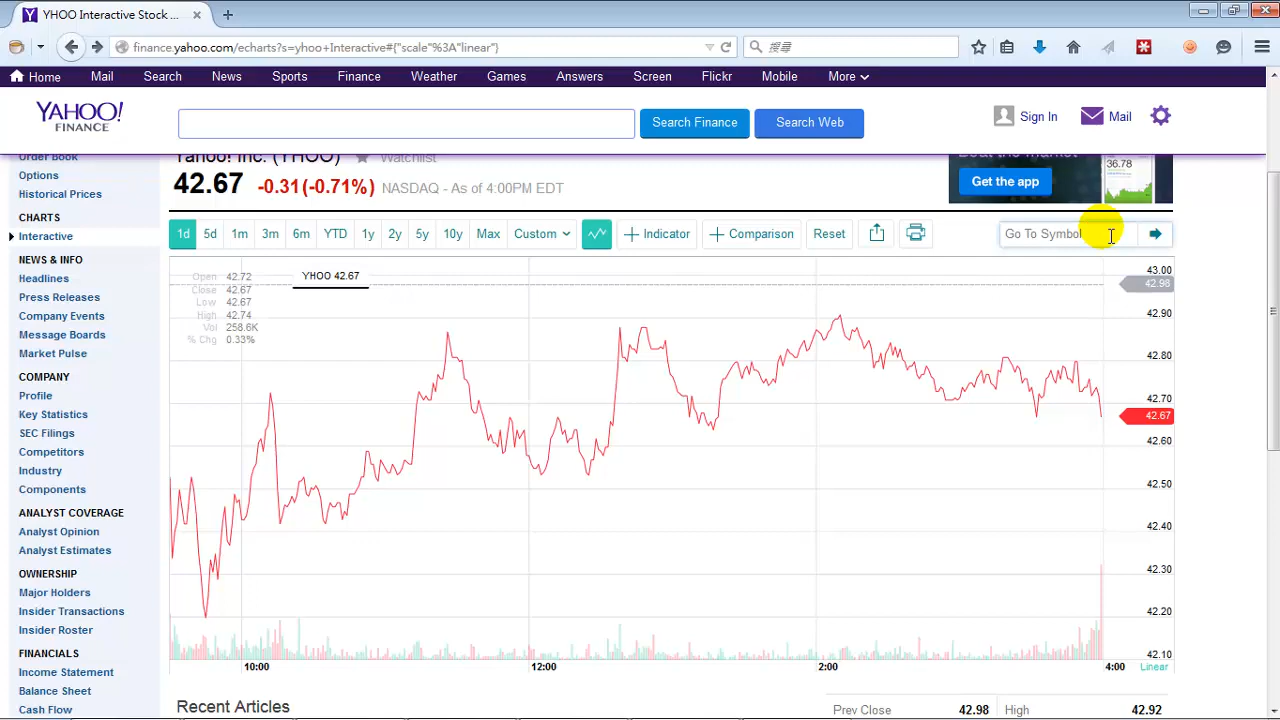 YHOO Interactive Stock ...
finance.yahoo.com/echarts?s=yhoo+Interactive#{"scale"%3A"linear"}
搜尋
Home Mail Search News Sports Finance Weather Games Answers Screen Flickr Mobile More
YAHOO!
FINANCE
Search Finance
Search Web
Sign In
Mail
Order Book
Options
Historical Prices
CHARTS
Interactive
NEWS & INFO
Headlines
Press Releases
Company Events
Message Boards
Market Pulse
COMPANY
Profile
Key Statistics
SEC Filings
Competitors
Industry
Components
ANALYST COVERAGE
Analyst Opinion
Analyst Estimates
OWNERSHIP
Major Holders
Insider Transactions
Insider Roster
FINANCIALS
Income Statement
Balance Sheet
Cash Flow
Yahoo! Inc. (YHOO) Watchlist
42.67 -0.31(-0.71%) NASDAQ - As of 4:00PM EDT
Beat the market
Get the app
36.78
1d 5d 1m 3m 6m YTD 1y 2y 5y 10y Max Custom Indicator Comparison Reset
Go To Symbol
Open 42.72
Close 42.67
Low 42.67
High 42.74
Vol 258.6K
% Chg 0.33%
YHOO 42.67
43.00
42.98
42.90
42.80
42.70
42.67
42.60
42.50
42.40
42.30
42.20
42.10
10:00 12:00 2:00 4:00 Linear
Recent Articles
Prev Close 42.98 High 42.92